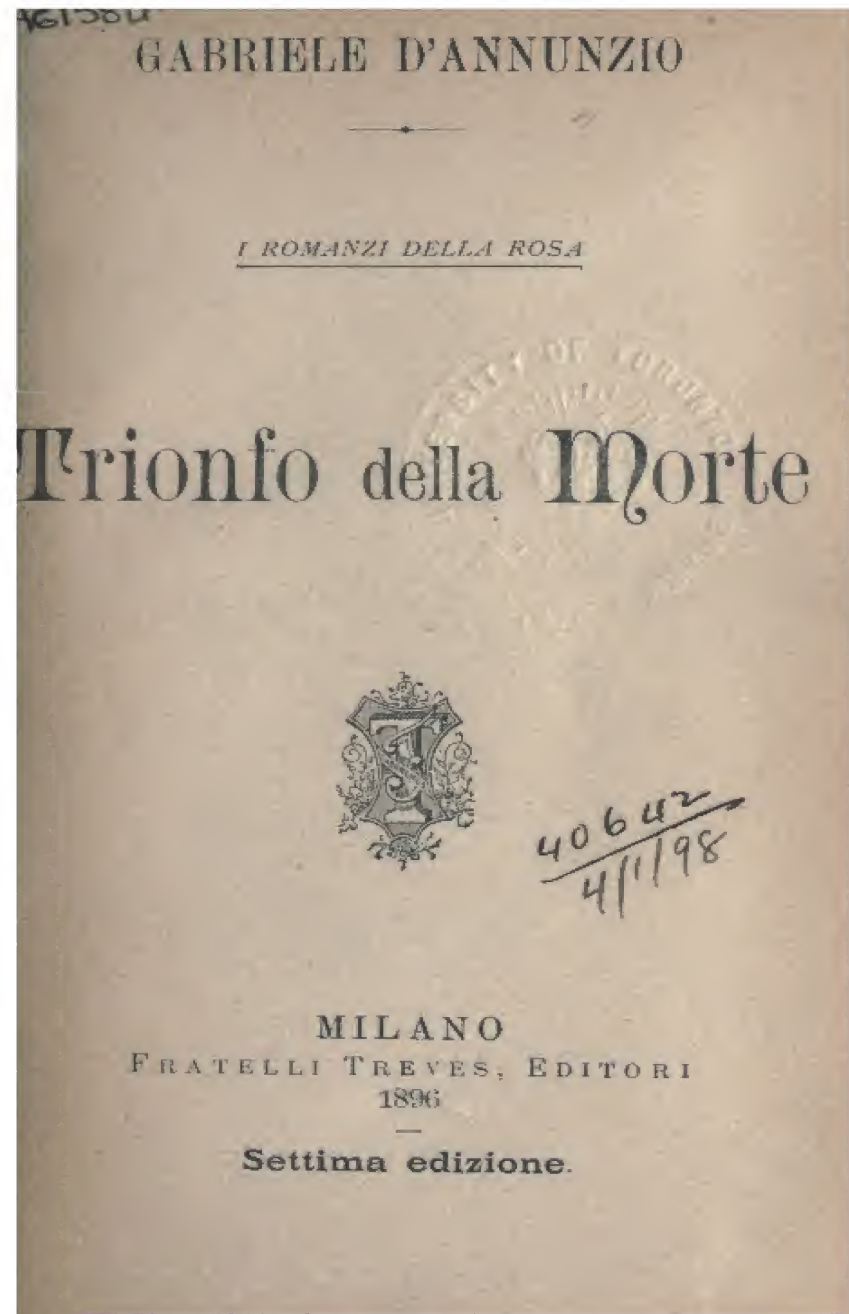 GABRIELE D'ANNUNZIO
I ROMANZI DELLA ROSA
Trionfo della Morte
40642
4/1/98
MILANO
FRATELLI TREVES, EDITORI
1896
Settima edizione.